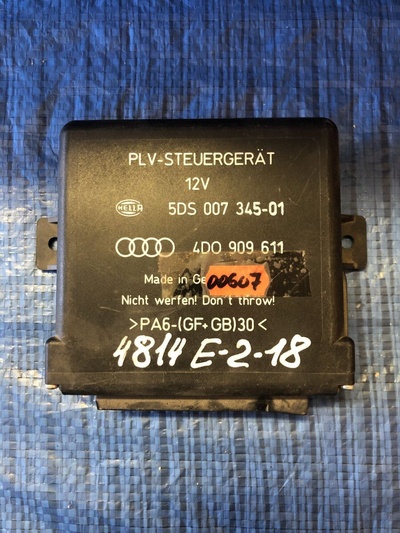 PLV-STEUERGERÄT
12V
HELLA 5DS 007 345-01
4D0 909 611
Made in Ge 00607
Nicht werfen! Don't throw!
>PA6-(GF+GB)30<
4814 E-2-18